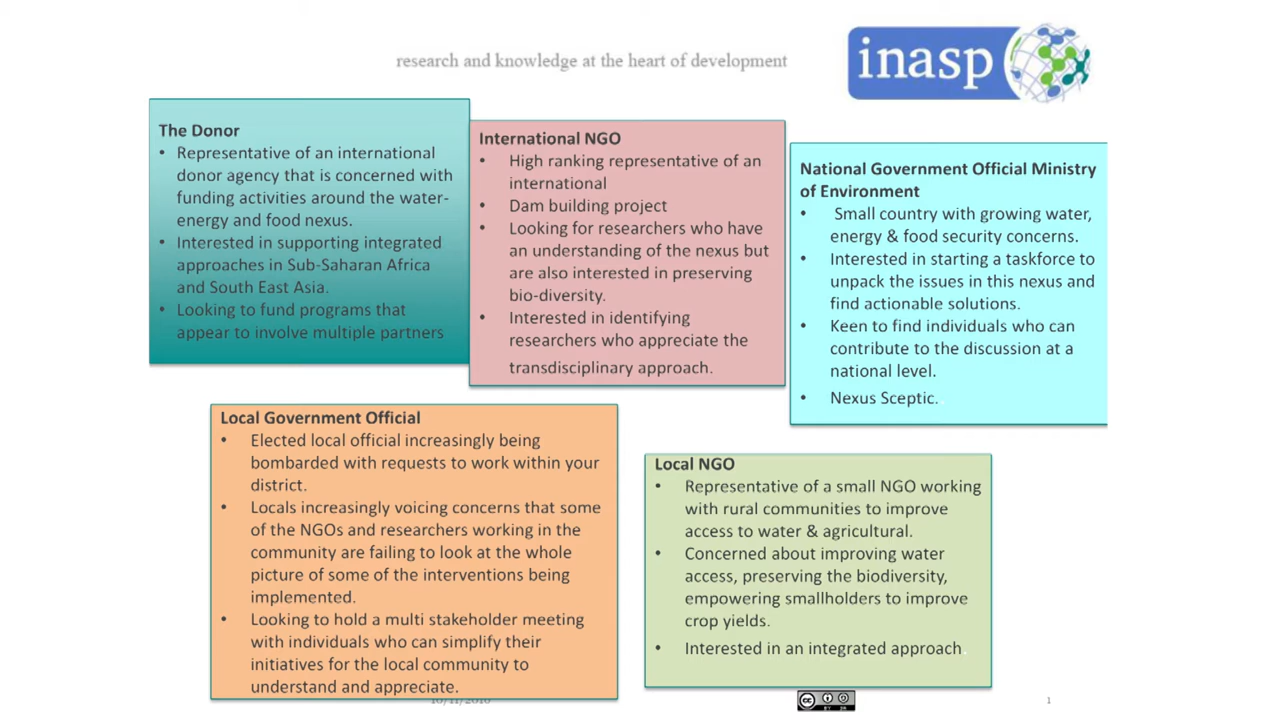 research and knowledge at the heart of development
inasp
The Donor
• Representative of an international
donor agency that is concerned with
funding activities around the water-
energy and food nexus.
• Interested in supporting integrated
approaches in Sub-Saharan Africa
and South East Asia.
• Looking to fund programs that
appear to involve multiple partners
International NGO
• High ranking representative of an
international
• Dam building project
• Looking for researchers who have
an understanding of the nexus but
are also interested in preserving
bio-diversity.
• Interested in identifying
researchers who appreciate the
transdisciplinary approach.
National Government Official Ministry
of Environment
• Small country with growing water,
energy & food security concerns.
• Interested in starting a taskforce to
unpack the issues in this nexus and
find actionable solutions.
• Keen to find individuals who can
contribute to the discussion at a
national level.
• Nexus Sceptic.
Local Government Official
• Elected local official increasingly being
bombarded with requests to work within your
district.
• Locals increasingly voicing concerns that some
of the NGOs and researchers working in the
community are failing to look at the whole
picture of some of the interventions being
implemented.
• Looking to hold a multi stakeholder meeting
with individuals who can simplify their
initiatives for the local community to
understand and appreciate.
Local NGO
• Representative of a small NGO working
with rural communities to improve
access to water & agricultural.
• Concerned about improving water
access, preserving the biodiversity,
empowering smallholders to improve
crop yields.
• Interested in an integrated approach
cc
BY SA
1